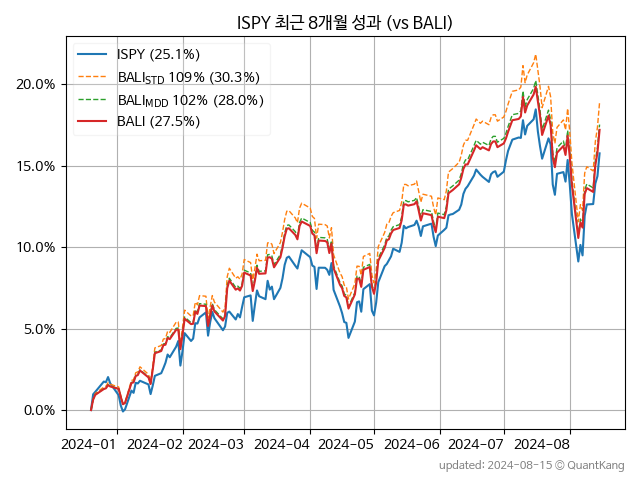 ISPY 최근 8개월 성과 (vs BALI)
ISPY (25.1%)
BALI_STD 109% (30.3%)
BALI_MDD 102% (28.0%)
BALI (27.5%)
20.0%
15.0%
10.0%
5.0%
0.0%
2024-01 2024-02 2024-03 2024-04 2024-05 2024-06 2024-07 2024-08
updated: 2024-08-15 © QuantKang